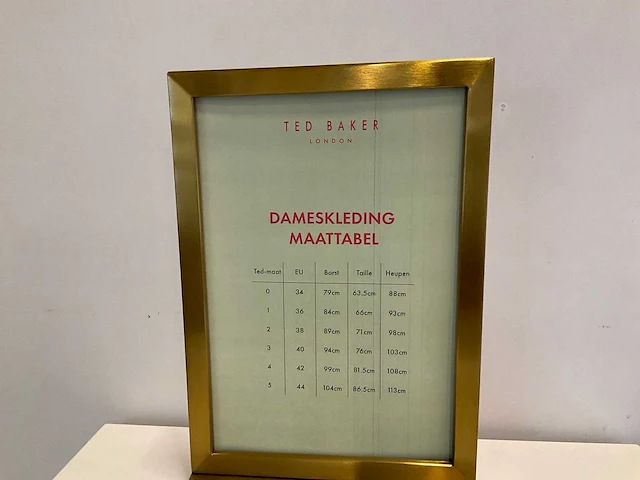 TED BAKER
LONDON
DAMESKLEDING
MAATTABEL
Ted-maat EU Borst Taille Heupen
0 34 79cm 63.5cm 88cm
1 36 84cm 66cm 93cm
2 38 89cm 71cm 98cm
3 40 94cm 76cm 103cm
4 42 99cm 81.5cm 108cm
5 44 104cm 86.5cm 113cm